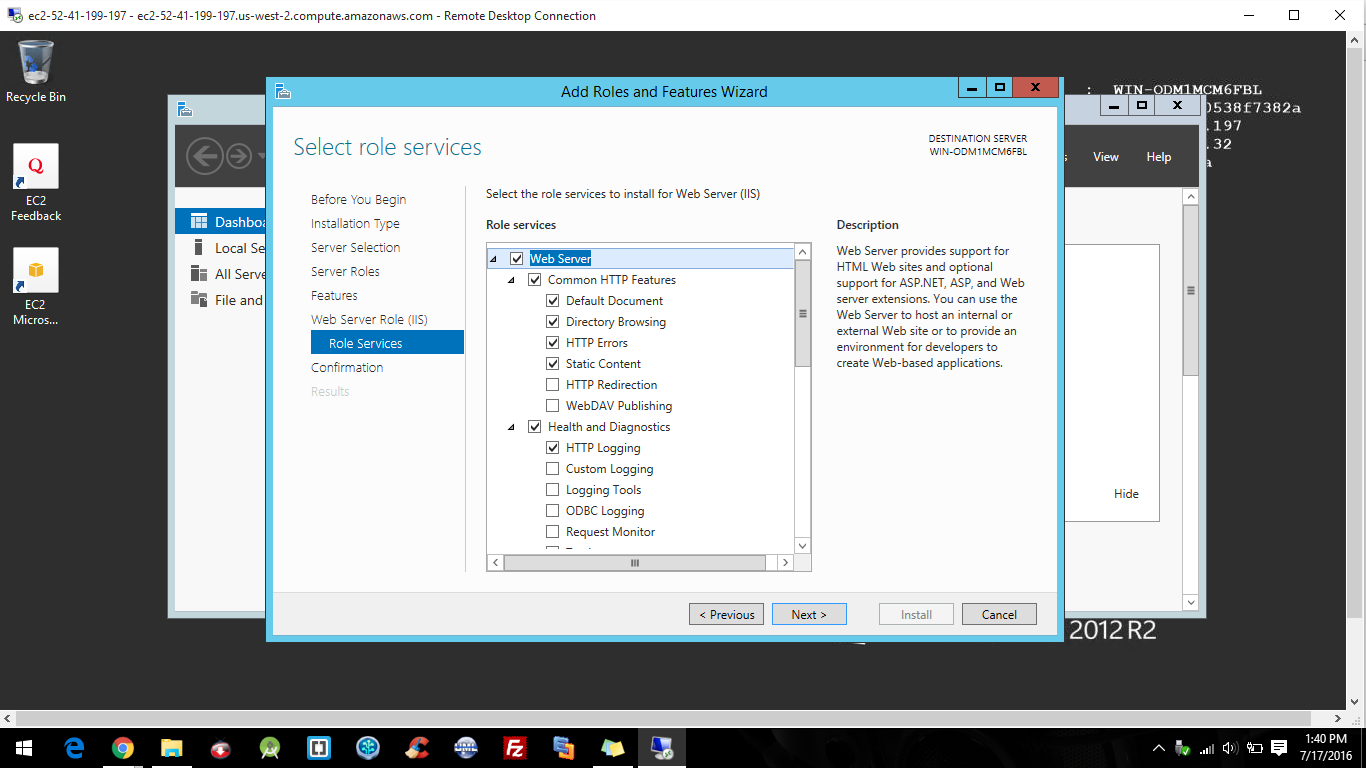 ec2-52-41-199-197 - ec2-52-41-199-197.us-west-2.compute.amazonaws.com - Remote Desktop Connection
Recycle Bin
EC2
Feedback
EC2
Micros...
: WIN-ODM1MCM6FBL
0538f7382a
.197
.32
a
View
Help
Dashboa
Local Se
All Serve
File and
Hide
2012 R2
Add Roles and Features Wizard
Select role services
DESTINATION SERVER
WIN-ODM1MCM6FBL
Before You Begin
Installation Type
Server Selection
Server Roles
Features
Web Server Role (IIS)
Role Services
Confirmation
Results
Select the role services to install for Web Server (IIS)
Role services
Web Server
Common HTTP Features
Default Document
Directory Browsing
HTTP Errors
Static Content
HTTP Redirection
WebDAV Publishing
Health and Diagnostics
HTTP Logging
Custom Logging
Logging Tools
ODBC Logging
Request Monitor
Description
Web Server provides support for
HTML Web sites and optional
support for ASP.NET, ASP, and Web
server extensions. You can use the
Web Server to host an internal or
external Web site or to provide an
environment for developers to
create Web-based applications.
< Previous
Next >
Install
Cancel
1:40 PM
7/17/2016